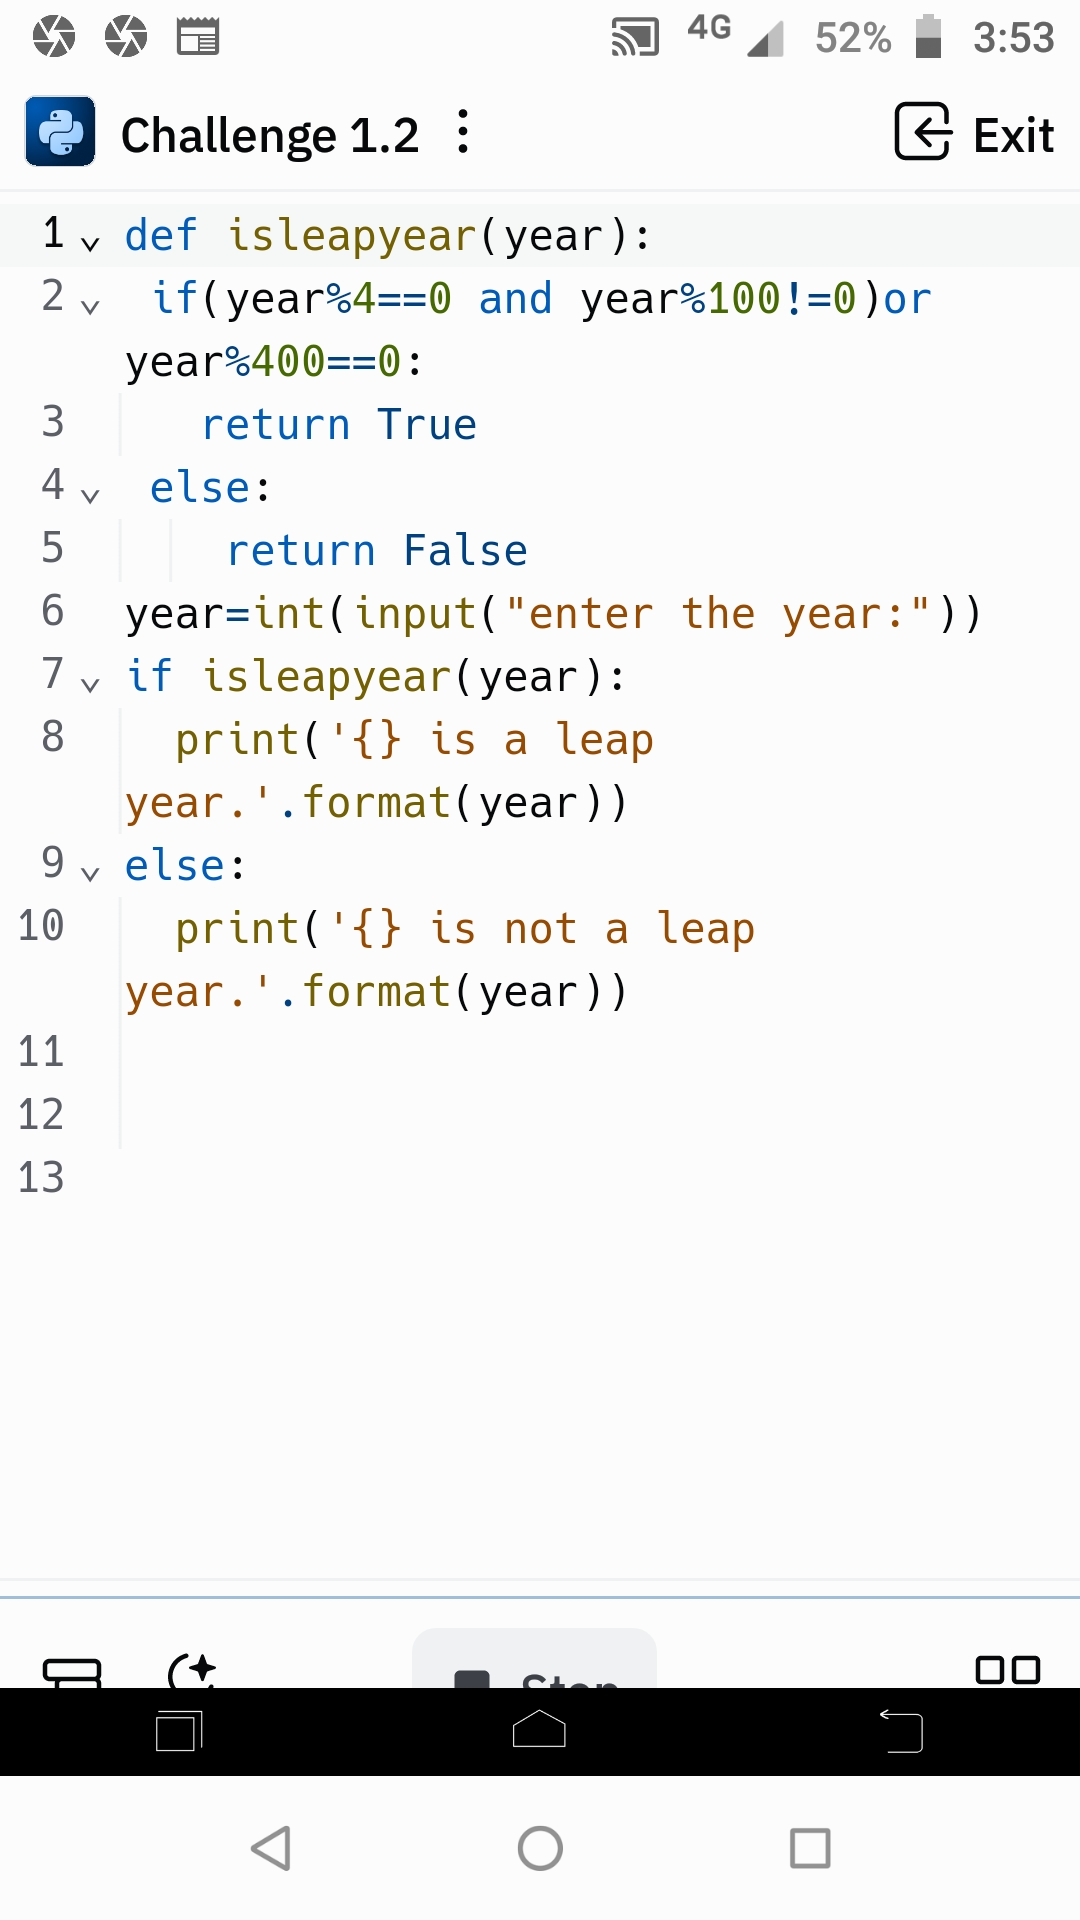 4G 52% 3:53
Challenge 1.2 Exit
1 def isleapyear(year):
2 if(year%4==0 and year%100!=0)or
year%400==0:
3 return True
4 else:
5 return False
6 year=int(input("enter the year:"))
7 if isleapyear(year):
8 print('{} is a leap
year.'.format(year))
9 else:
10 print('{} is not a leap
year.'.format(year))
11
12
13
Stop